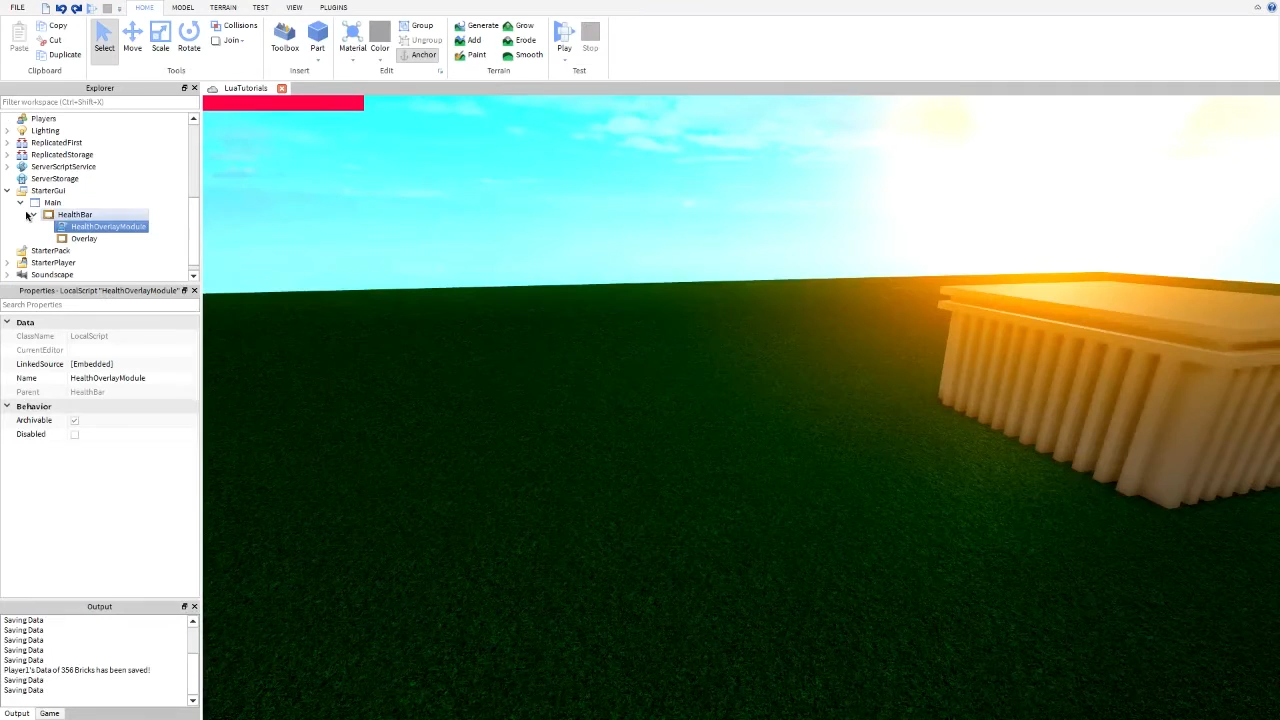 FILE HOME MODEL TERRAIN TEST VIEW PLUGINS
Copy Collisions Group Generate Grow
Cut Join Ungroup Add Erode
Paste Duplicate Select Move Scale Rotate Toolbox Part Material Color Anchor Paint Smooth Play Stop
Clipboard Tools Insert Edit Terrain Test
Explorer LuaTutorials
Filter workspace (Ctrl+Shift+X)
Players
Lighting
ReplicatedFirst
ReplicatedStorage
ServerScriptService
ServerStorage
StarterGui
Main
HealthBar
HealthOverlayModule
Overlay
StarterPack
StarterPlayer
Soundscape
Properties - LocalScript "HealthOverlayModule"
Search Properties
Data
ClassName LocalScript
CurrentEditor
LinkedSource [Embedded]
Name HealthOverlayModule
Parent HealthBar
Behavior
Archivable
Disabled
Output
Saving Data
Saving Data
Saving Data
Saving Data
Saving Data
Player1's Data of 356 Bricks has been saved!
Saving Data
Saving Data
Output Game